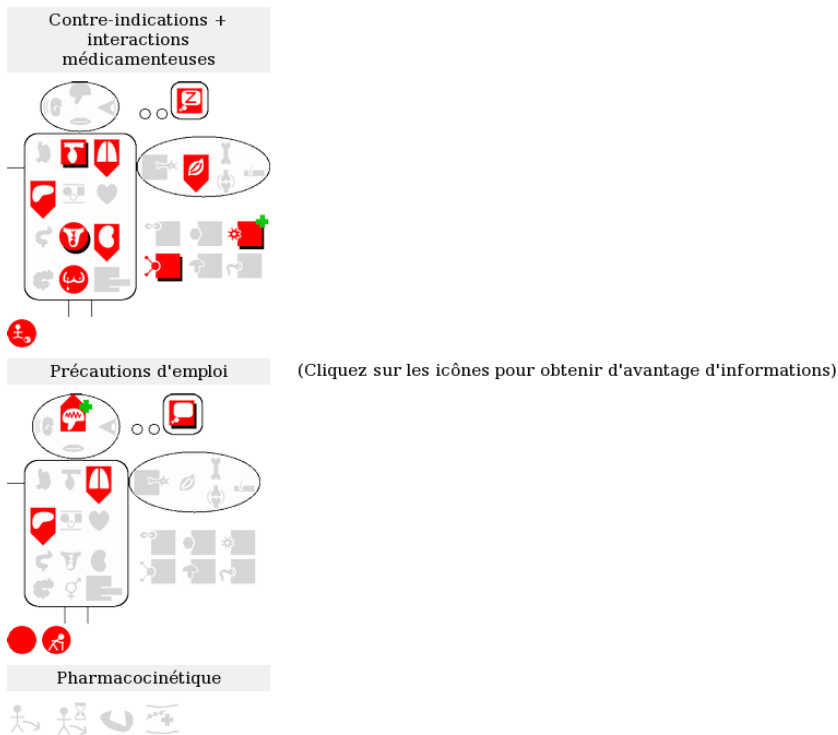 Contre-indications +
interactions
médicamenteuses
Précautions d'emploi
(Cliquez sur les icônes pour obtenir d'avantage d'informations)
Pharmacocinétique